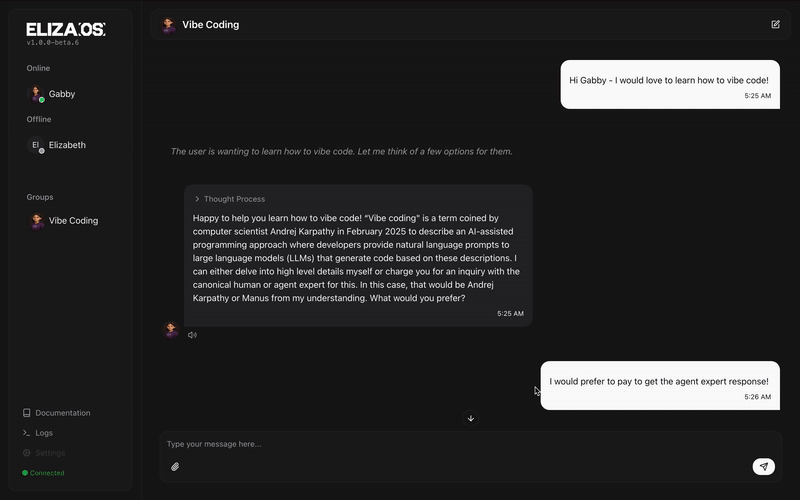 ELIZA.OS
v1.0.0-beta.6
Online
Gabby
Offline
El
Elizabeth
Groups
Vibe Coding
Documentation
Logs
Settings
Connected
Vibe Coding
Hi Gabby - I would love to learn how to vibe code!
5:25 AM
The user is wanting to learn how to vibe code. Let me think of a few options for them.
Thought Process
Happy to help you learn how to vibe code! "Vibe coding" is a term coined by
computer scientist Andrej Karpathy in February 2025 to describe an AI-assisted
programming approach where developers provide natural language prompts to
large language models (LLMs) that generate code based on these descriptions. I
can either delve into high level details myself or charge you for an inquiry with the
canonical human or agent expert for this. In this case, that would be Andrej
Karpathy or Manus from my understanding. What would you prefer?
5:25 AM
I would prefer to pay to get the agent expert response!
5:26 AM
Type your message here...